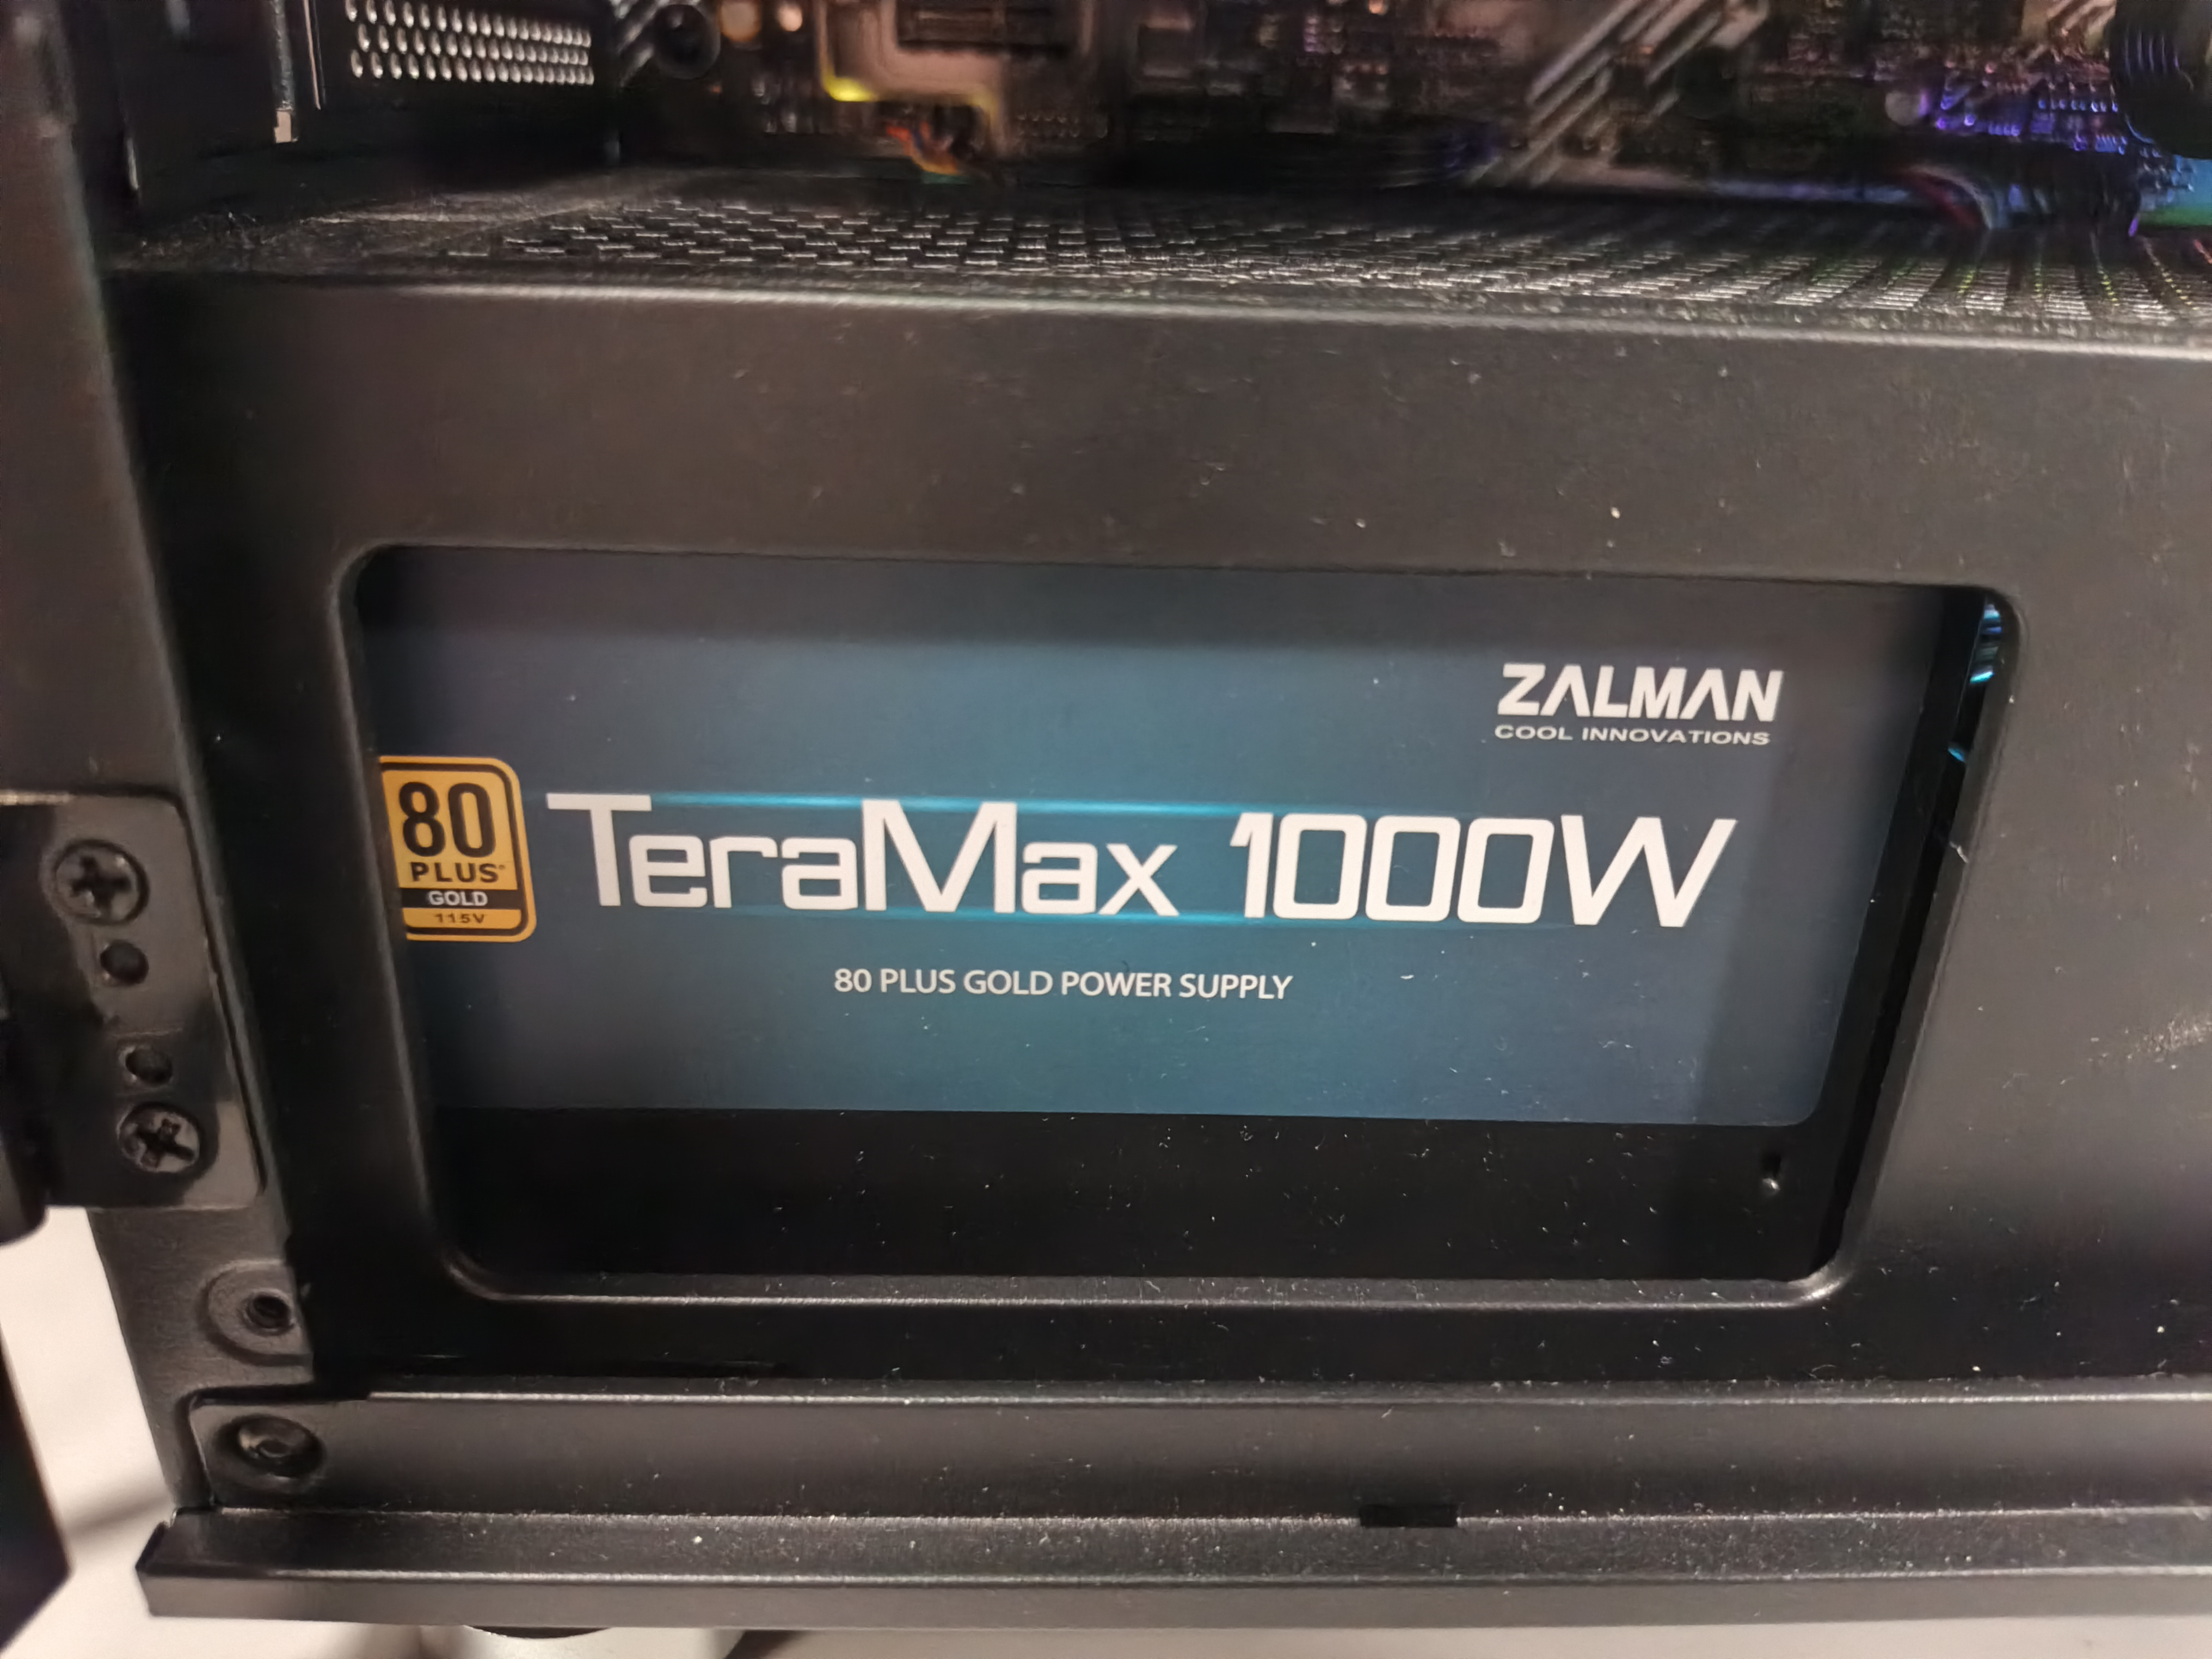 ZALMAN
COOL INNOVATIONS
80
PLUS
GOLD
115V
TeraMax 1000W
80 PLUS GOLD POWER SUPPLY